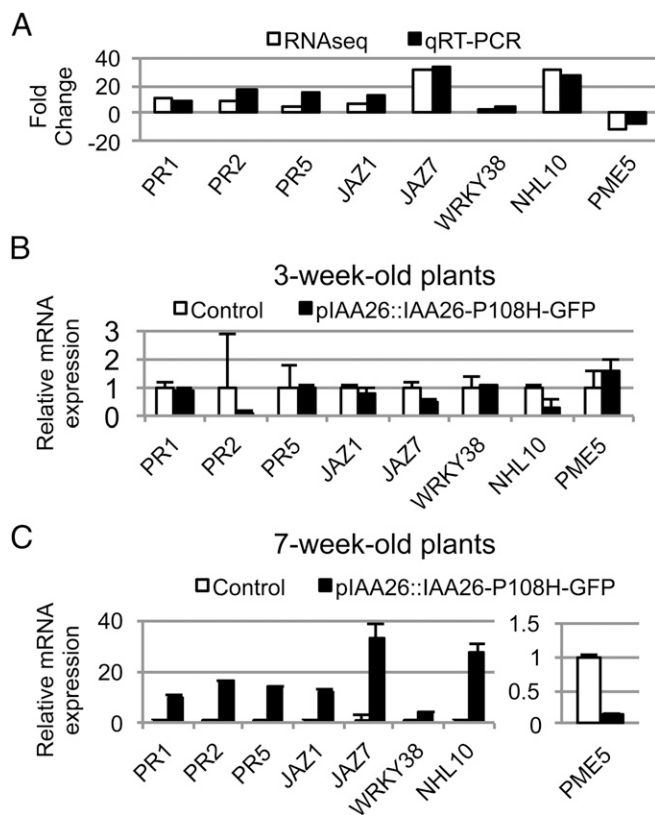 A
RNAseq qRT-PCR
Fold
Change
40
20
0
-20
PR1 PR2 PR5 JAZ1 JAZ7 WRKY38 NHL10 PME5
B
3-week-old plants
Control pIAA26::IAA26-P108H-GFP
Relative mRNA
expression
3
2
1
0
PR1 PR2 PR5 JAZ1 JAZ7 WRKY38 NHL10 PME5
C
7-week-old plants
Control pIAA26::IAA26-P108H-GFP
Relative mRNA
expression
40
20
0
PR1 PR2 PR5 JAZ1 JAZ7 WRKY38 NHL10
1.5
1
0.5
0
PME5